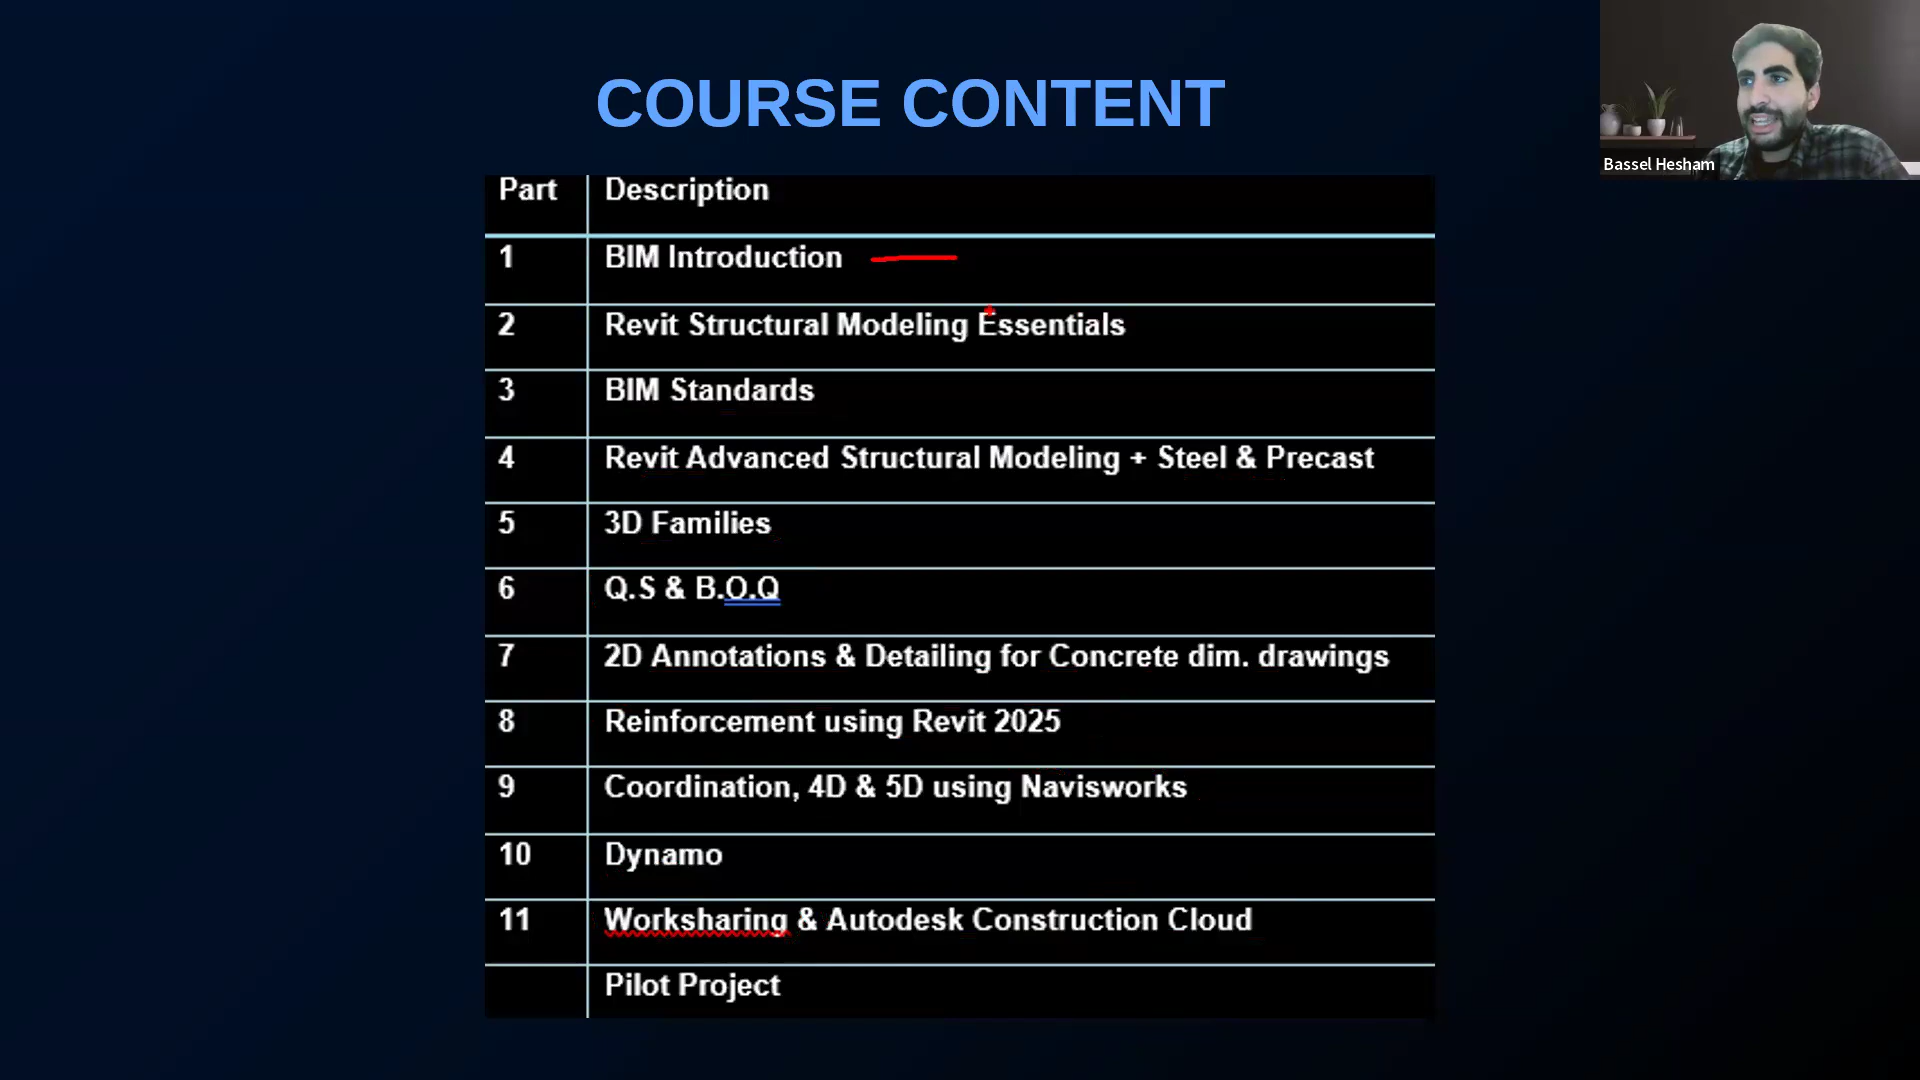 COURSE CONTENT
Bassel Hesham
Part Description
1 BIM Introduction
2 Revit Structural Modeling Essentials
3 BIM Standards
4 Revit Advanced Structural Modeling + Steel & Precast
5 3D Families
6 Q.S & B.O.Q
7 2D Annotations & Detailing for Concrete dim. drawings
8 Reinforcement using Revit 2025
9 Coordination, 4D & 5D using Navisworks
10 Dynamo
11 Worksharing & Autodesk Construction Cloud
Pilot Project